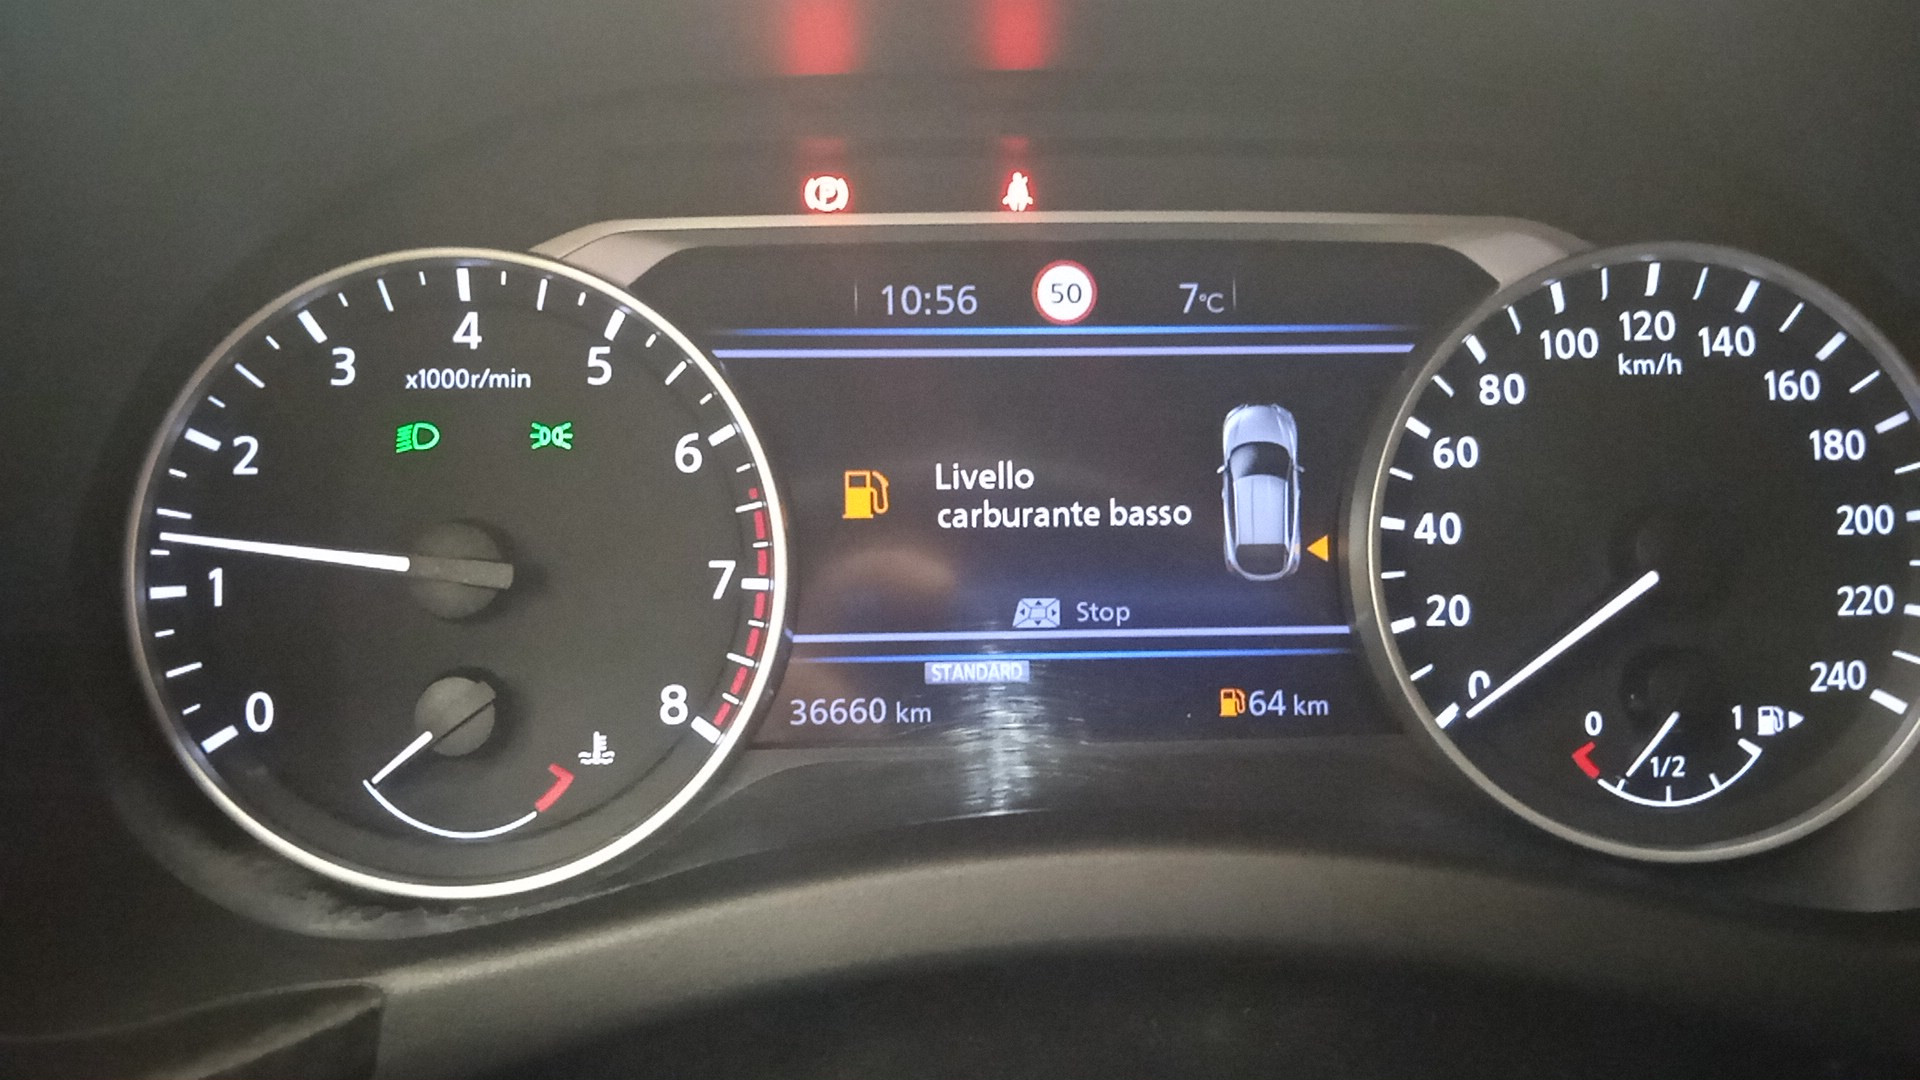 P
10:56
50
7°C
0
1
2
3
4
5
6
7
8
x1000r/min
Livello
carburante basso
Stop
STANDARD
36660 km
64 km
0
20
40
60
80
100
120
140
160
180
200
220
240
km/h
0
1/2
1